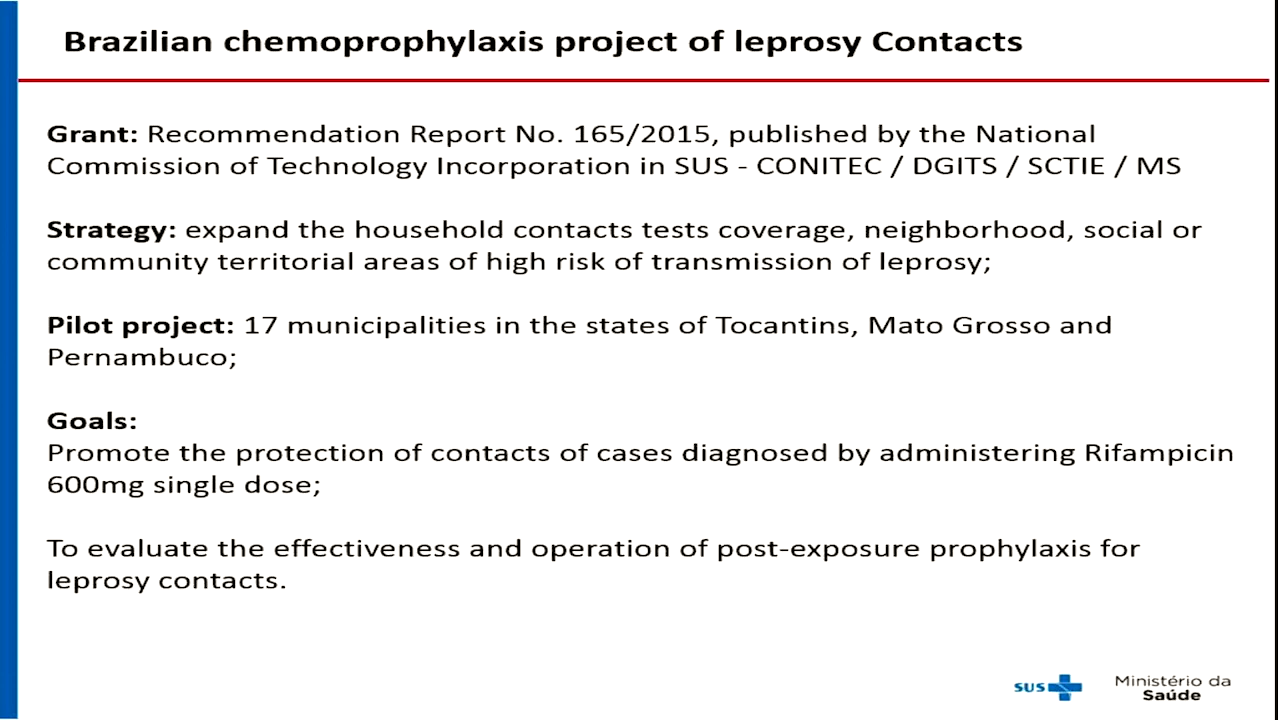 Brazilian chemoprophylaxis project of leprosy Contacts
Grant: Recommendation Report No. 165/2015, published by the National
Commission of Technology Incorporation in SUS - CONITEC / DGITS / SCTIE / MS
Strategy: expand the household contacts tests coverage, neighborhood, social or
community territorial areas of high risk of transmission of leprosy;
Pilot project: 17 municipalities in the states of Tocantins, Mato Grosso and
Pernambuco;
Goals:
Promote the protection of contacts of cases diagnosed by administering Rifampicin
600mg single dose;
To evaluate the effectiveness and operation of post-exposure prophylaxis for
leprosy contacts.
SUS
Ministério da
Saúde